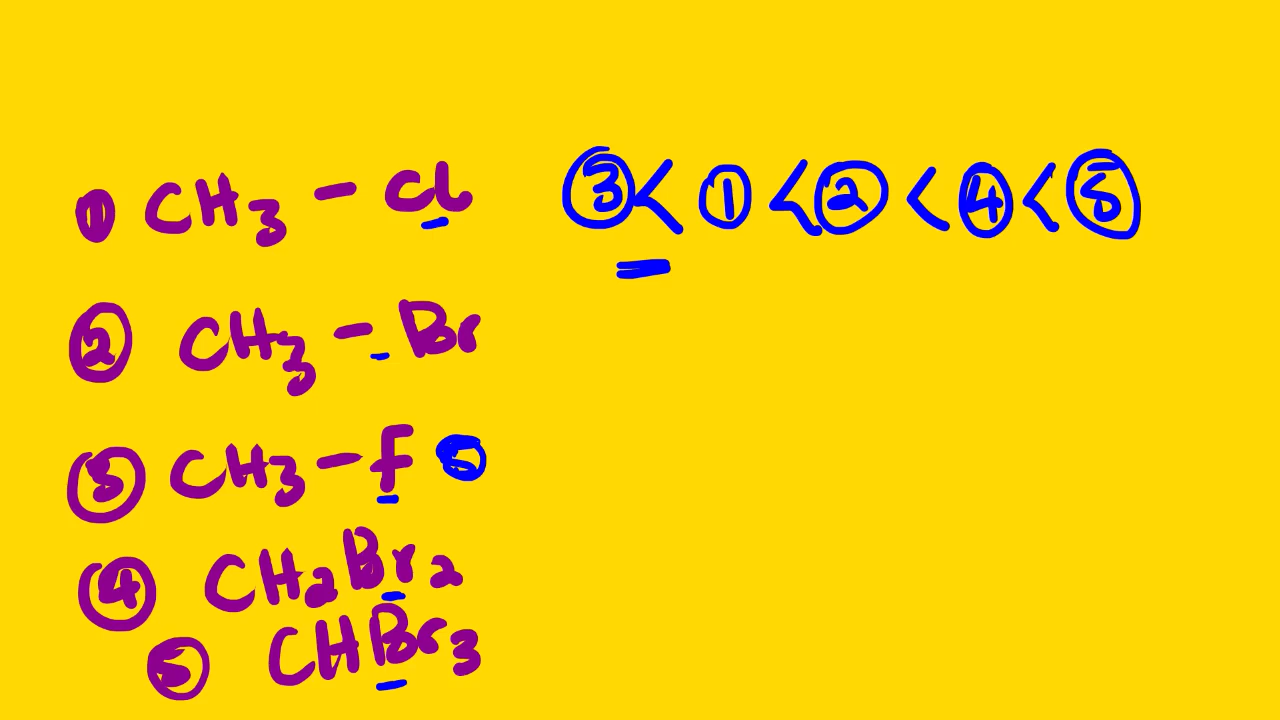 ① CH3 - Cl
③ < ① < ② < ④ < ⑤
② CH3 - Br
③ CH3 - F
④ CH2Br2
⑤ CHBr3